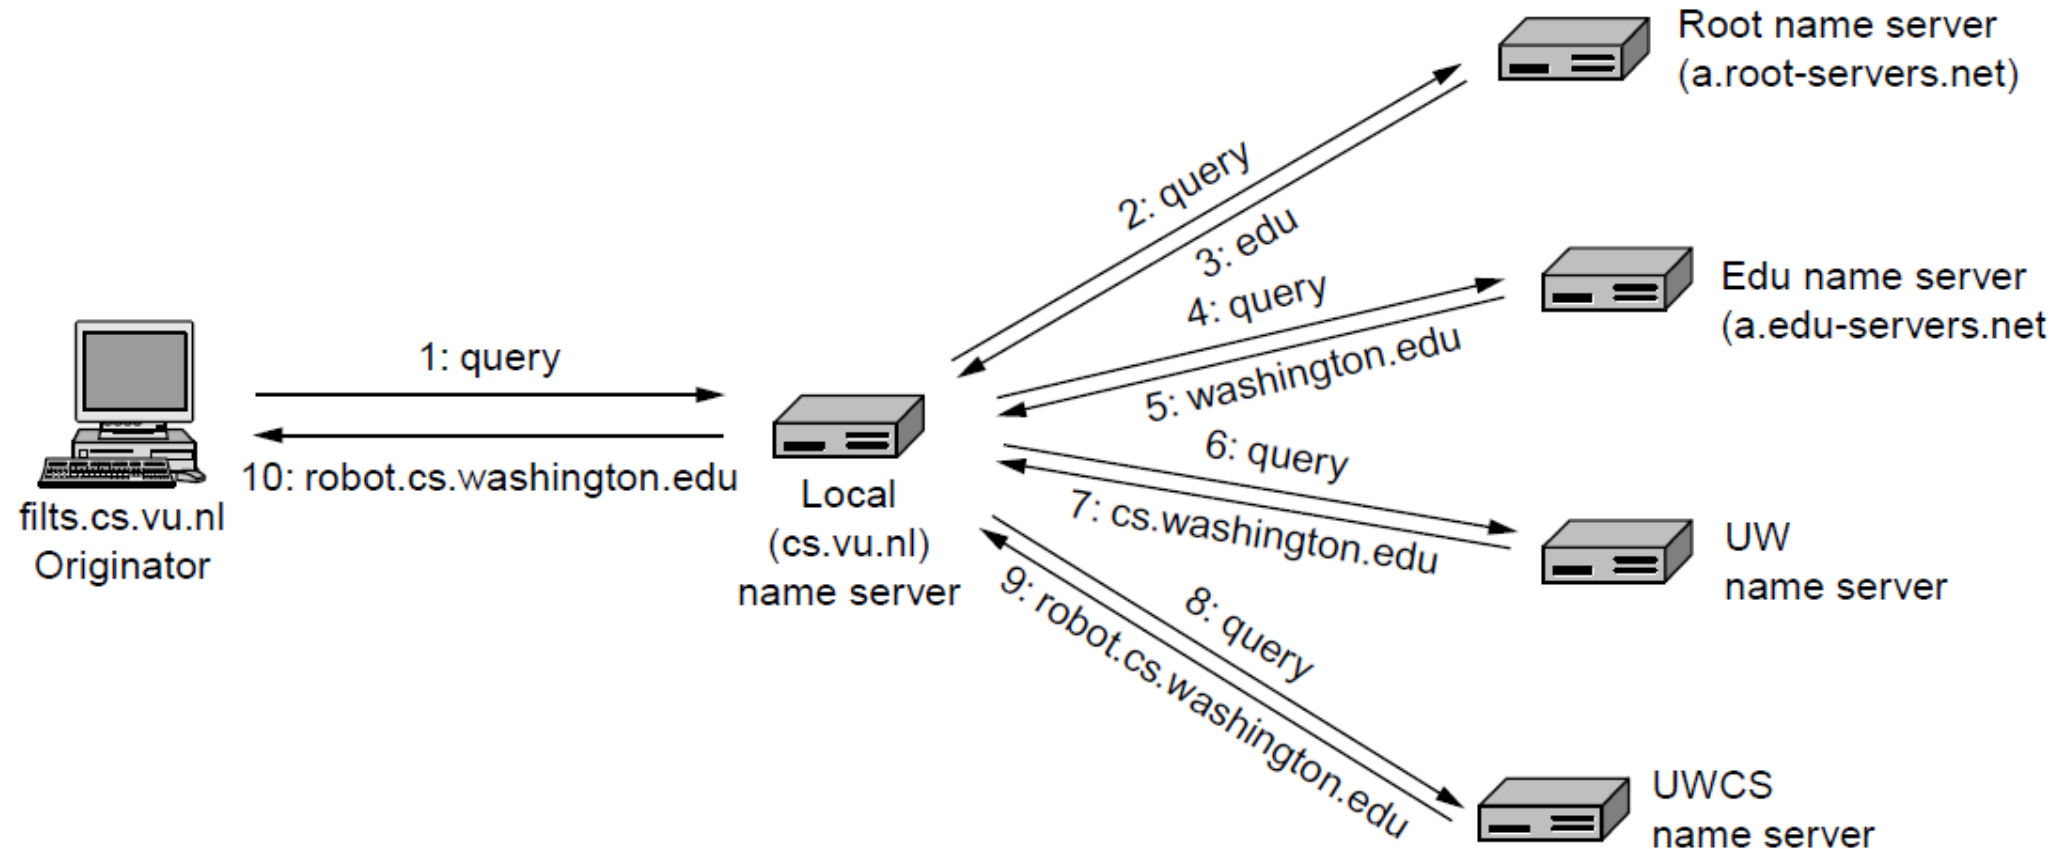 Root name server
(a.root-servers.net)
2: query
3: edu
4: query
Edu name server
(a.edu-servers.net
5: washington.edu
1: query
6: query
10: robot.cs.washington.edu
7: cs.washington.edu
filts.cs.vu.nl
Originator
Local
(cs.vu.nl)
name server
UW
name server
8: query
9: robot.cs.washington.edu
UWCS
name server